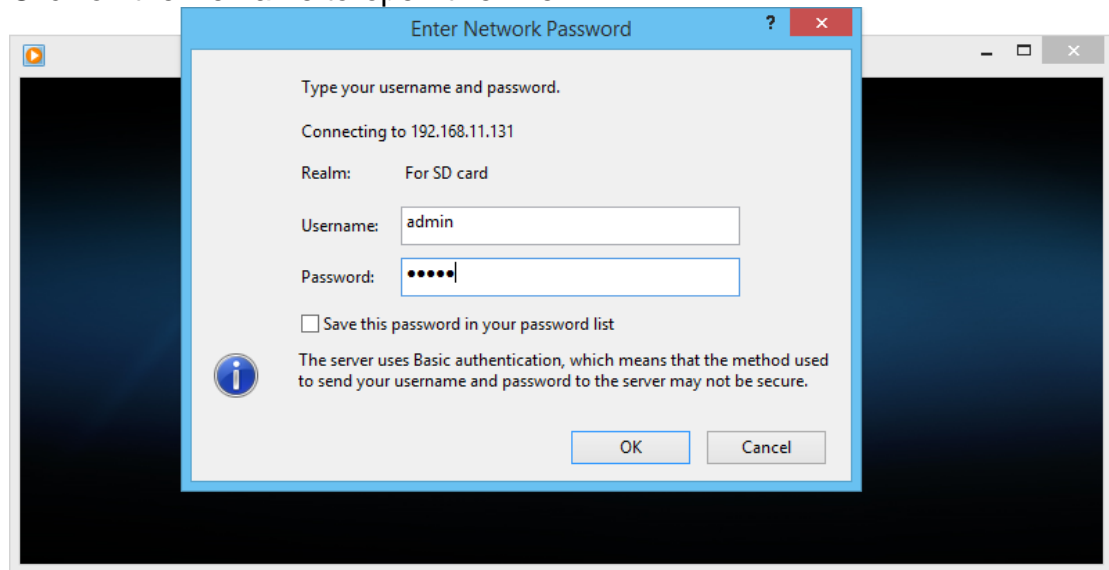 Enter Network Password
?
Type your username and password.
Connecting to 192.168.11.131
Realm: For SD card
Username: admin
Password: •••••
Save this password in your password list
The server uses Basic authentication, which means that the method used
to send your username and password to the server may not be secure.
OK Cancel